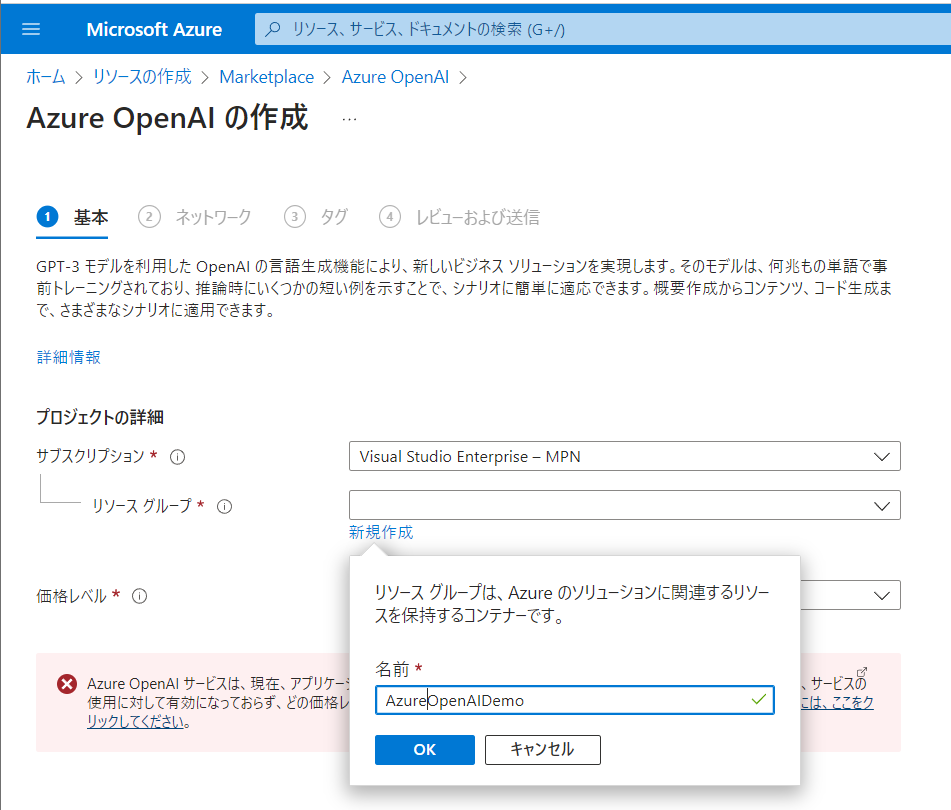 Microsoft Azure
リソース、サービス、ドキュメントの検索 (G+/)
ホーム > リソースの作成 > Marketplace > Azure OpenAI >
Azure OpenAI の作成 ...
1 基本 2 ネットワーク 3 タグ 4 レビューおよび送信
GPT-3 モデルを利用した OpenAI の言語生成機能により、新しいビジネス ソリューションを実現します。そのモデルは、何兆もの単語で事
前トレーニングされており、推論時にいくつかの短い例を示すことで、シナリオに簡単に適応できます。概要作成からコンテンツ、コード生成ま
で、さまざまなシナリオに適用できます。
詳細情報
プロジェクトの詳細
サブスクリプション *
Visual Studio Enterprise – MPN
リソース グループ *
新規作成
リソース グループは、Azure のソリューションに関連するリソー
スを保持するコンテナーです。
名前 *
AzureOpenAIDemo
OK
キャンセル
価格レベル *
Azure OpenAI サービスは、現在、アプリケー 、サービスの
使用に対して有効になっておらず、どの価格レ には、ここをク
リックしてください。